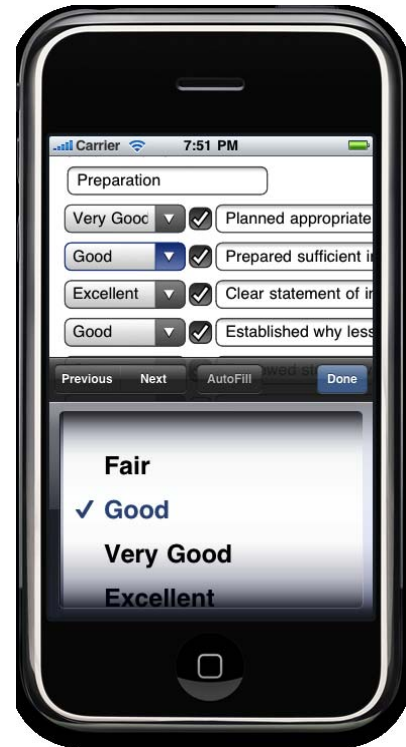 Carrier 7:51 PM
Preparation
Very Good Planned appropriate
Good Prepared sufficient i
Excellent Clear statement of i
Good Established why less
Previous Next AutoFill Done
Fair
✓ Good
Very Good
Excellent